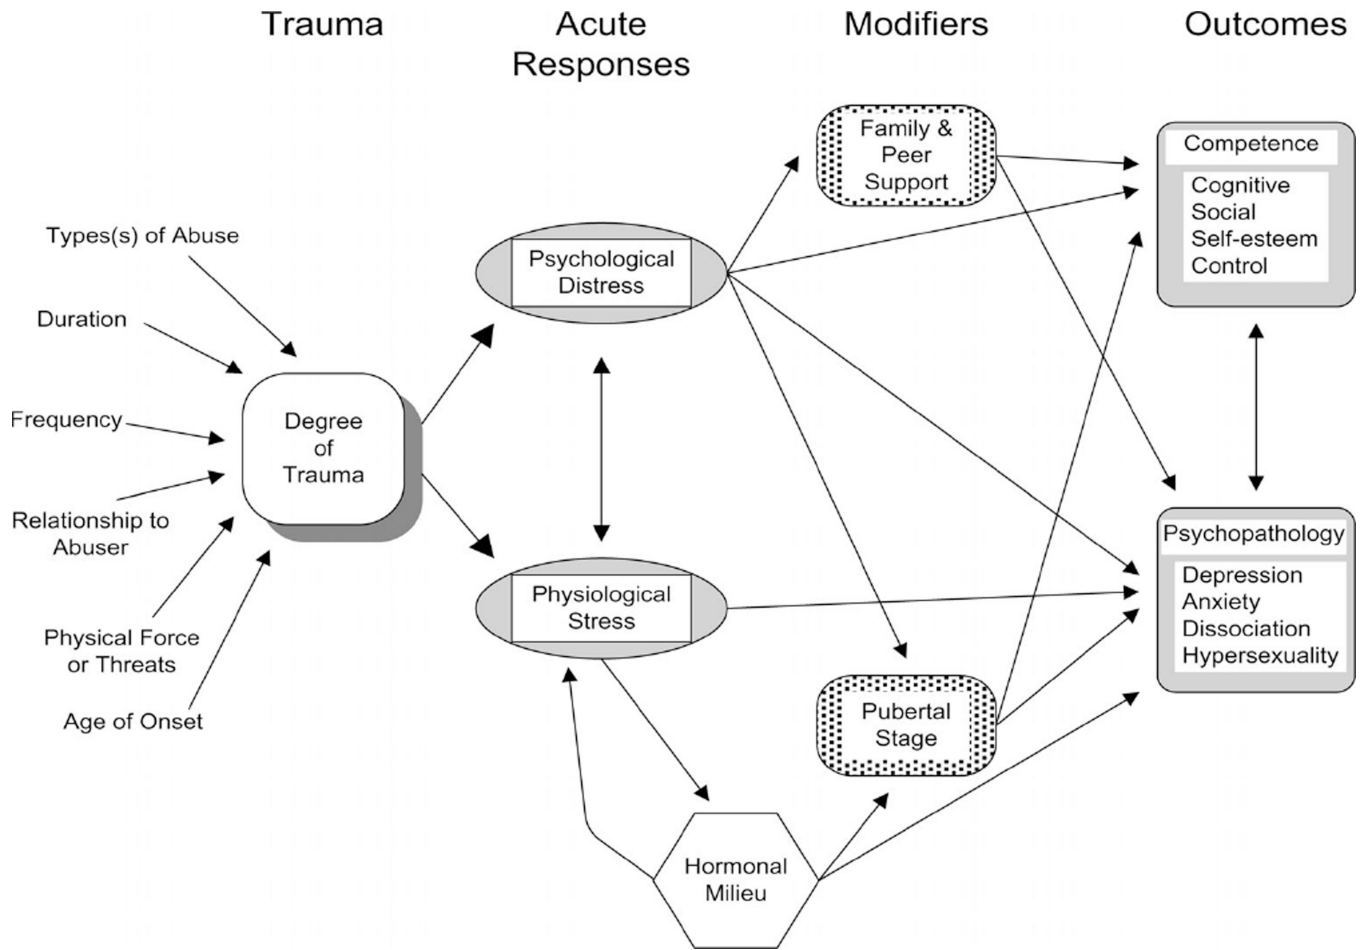 Trauma
Acute
Responses
Modifiers
Outcomes
Types(s) of Abuse
Duration
Frequency
Relationship to
Abuser
Physical Force
or Threats
Age of Onset
Degree
of
Trauma
Psychological
Distress
Physiological
Stress
Hormonal
Milieu
Family &
Peer
Support
Pubertal
Stage
Competence
Cognitive
Social
Self-esteem
Control
Psychopathology
Depression
Anxiety
Dissociation
Hypersexuality